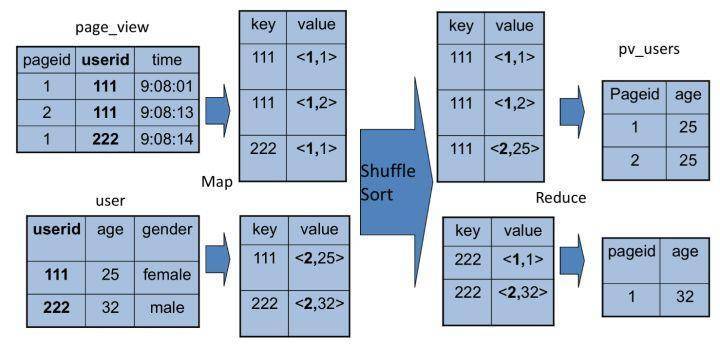 page_view
pageid userid time
1 111 9:08:01
2 111 9:08:13
1 222 9:08:14
key value
111 <1,1>
111 <1,2>
222 <1,1>
Map
user
userid age gender
111 25 female
222 32 male
key value
111 <2,25>
222 <2,32>
Shuffle
Sort
key value
111 <1,1>
111 <1,2>
111 <2,25>
Reduce
key value
222 <1,1>
222 <2,32>
pv_users
Pageid age
1 25
2 25
pageid age
1 32